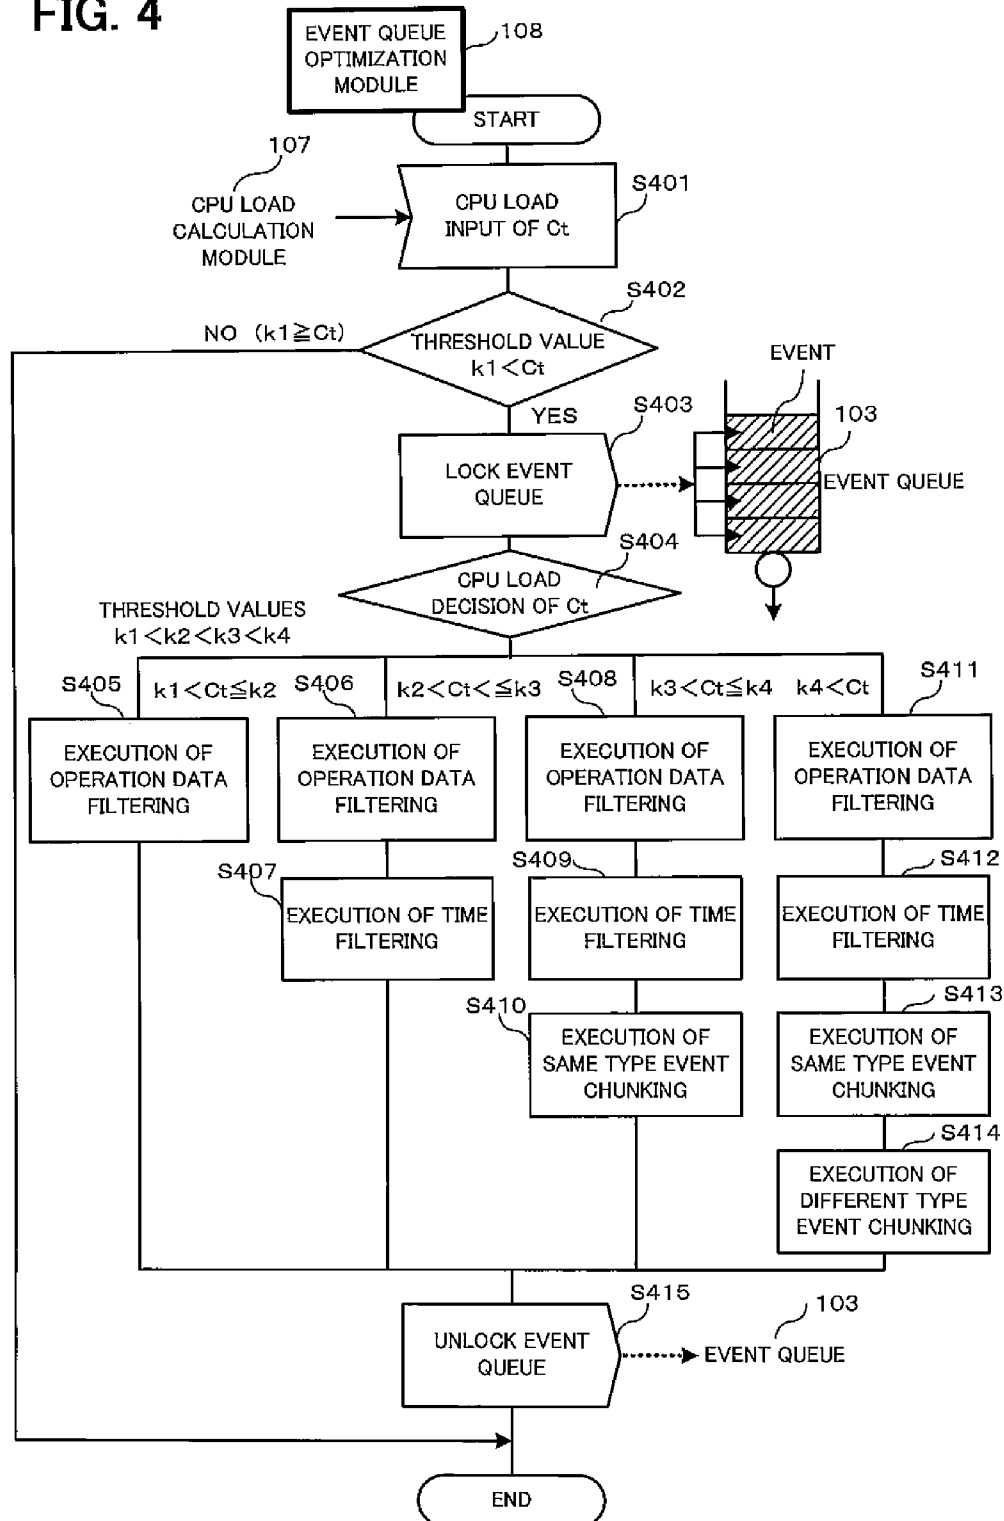 FIG. 4
EVENT QUEUE
OPTIMIZATION
MODULE
108
START
107
CPU LOAD
CALCULATION
MODULE
CPU LOAD
INPUT OF Ct
S401
S402
NO (k1≧Ct)
THRESHOLD VALUE
k1<Ct
YES
EVENT
S403
103
LOCK EVENT
QUEUE
EVENT QUEUE
S404
CPU LOAD
DECISION OF Ct
THRESHOLD VALUES
k1<k2<k3<k4
S405
k1<Ct≦k2
S406
k2<Ct<≦k3
S408
k3<Ct≦k4
k4<Ct
S411
EXECUTION OF
OPERATION DATA
FILTERING
EXECUTION OF
OPERATION DATA
FILTERING
EXECUTION OF
OPERATION DATA
FILTERING
EXECUTION OF
OPERATION DATA
FILTERING
S407
S409
S412
EXECUTION OF TIME
FILTERING
EXECUTION OF TIME
FILTERING
EXECUTION OF TIME
FILTERING
S410
S413
EXECUTION OF
SAME TYPE EVENT
CHUNKING
EXECUTION OF
SAME TYPE EVENT
CHUNKING
S414
EXECUTION OF
DIFFERENT TYPE
EVENT CHUNKING
S415
103
UNLOCK EVENT
QUEUE
EVENT QUEUE
END